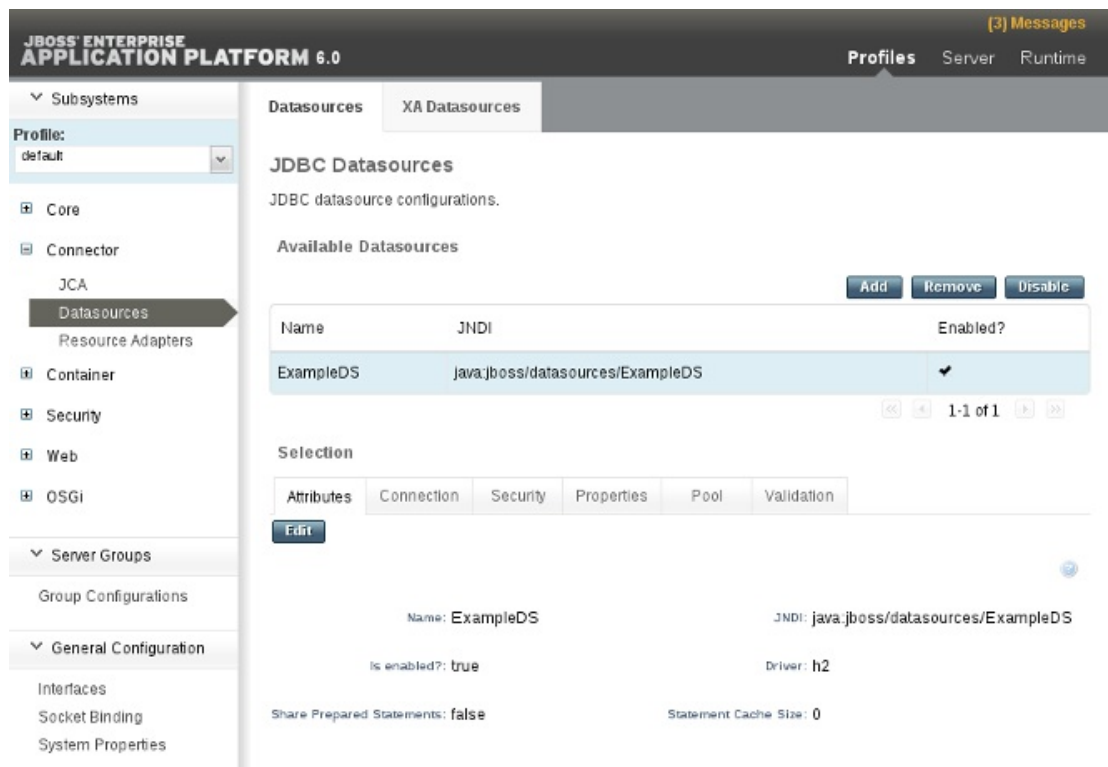 (3) Messages
JBOSS' ENTERPRISE
APPLICATION PLATFORM 6.0
Profiles Server Runtime
Subsystems
Profile:
default
Core
Connector
JCA
Datasources
Resource Adapters
Container
Security
Web
OSGi
Server Groups
Group Configurations
General Configuration
Interfaces
Socket Binding
System Properties
Datasources XA Datasources
JDBC Datasources
JDBC datasource configurations.
Available Datasources
Add Remove Disable
Name JNDI Enabled?
ExampleDS java:jboss/datasources/ExampleDS
1-1 of 1
Selection
Attributes Connection Security Properties Pool Validation
Edit
Name: ExampleDS JNDI: java:jboss/datasources/ExampleDS
Is enabled?: true Driver: h2
Share Prepared Statements: false Statement Cache Size: 0